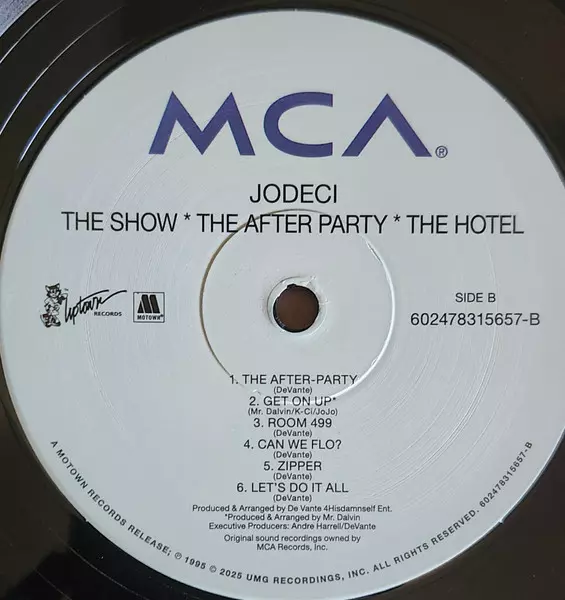 MCA®
JODECI
THE SHOW * THE AFTER PARTY * THE HOTEL
Uptown RECORDS
M MOTOWN®
SIDE B
602478315657-B
1. THE AFTER-PARTY
(DeVante)
2. GET ON UP*
(Mr. Dalvin/K-Ci/JoJo)
3. ROOM 499
(DeVante)
4. CAN WE FLO?
(DeVante)
5. ZIPPER
(DeVante)
6. LET'S DO IT ALL
(DeVante)
Produced & Arranged by De Vante 4Hisdamnself Ent.
*Produced & Arranged by Mr. Dalvin
Executive Producers: Andre Harrell/DeVante
Original sound recordings owned by
MCA Records, Inc.
A MOTOWN RECORDS RELEASE; ℗ 1995 © 2025 UMG RECORDINGS, INC. ALL RIGHTS RESERVED. 602478315657-B